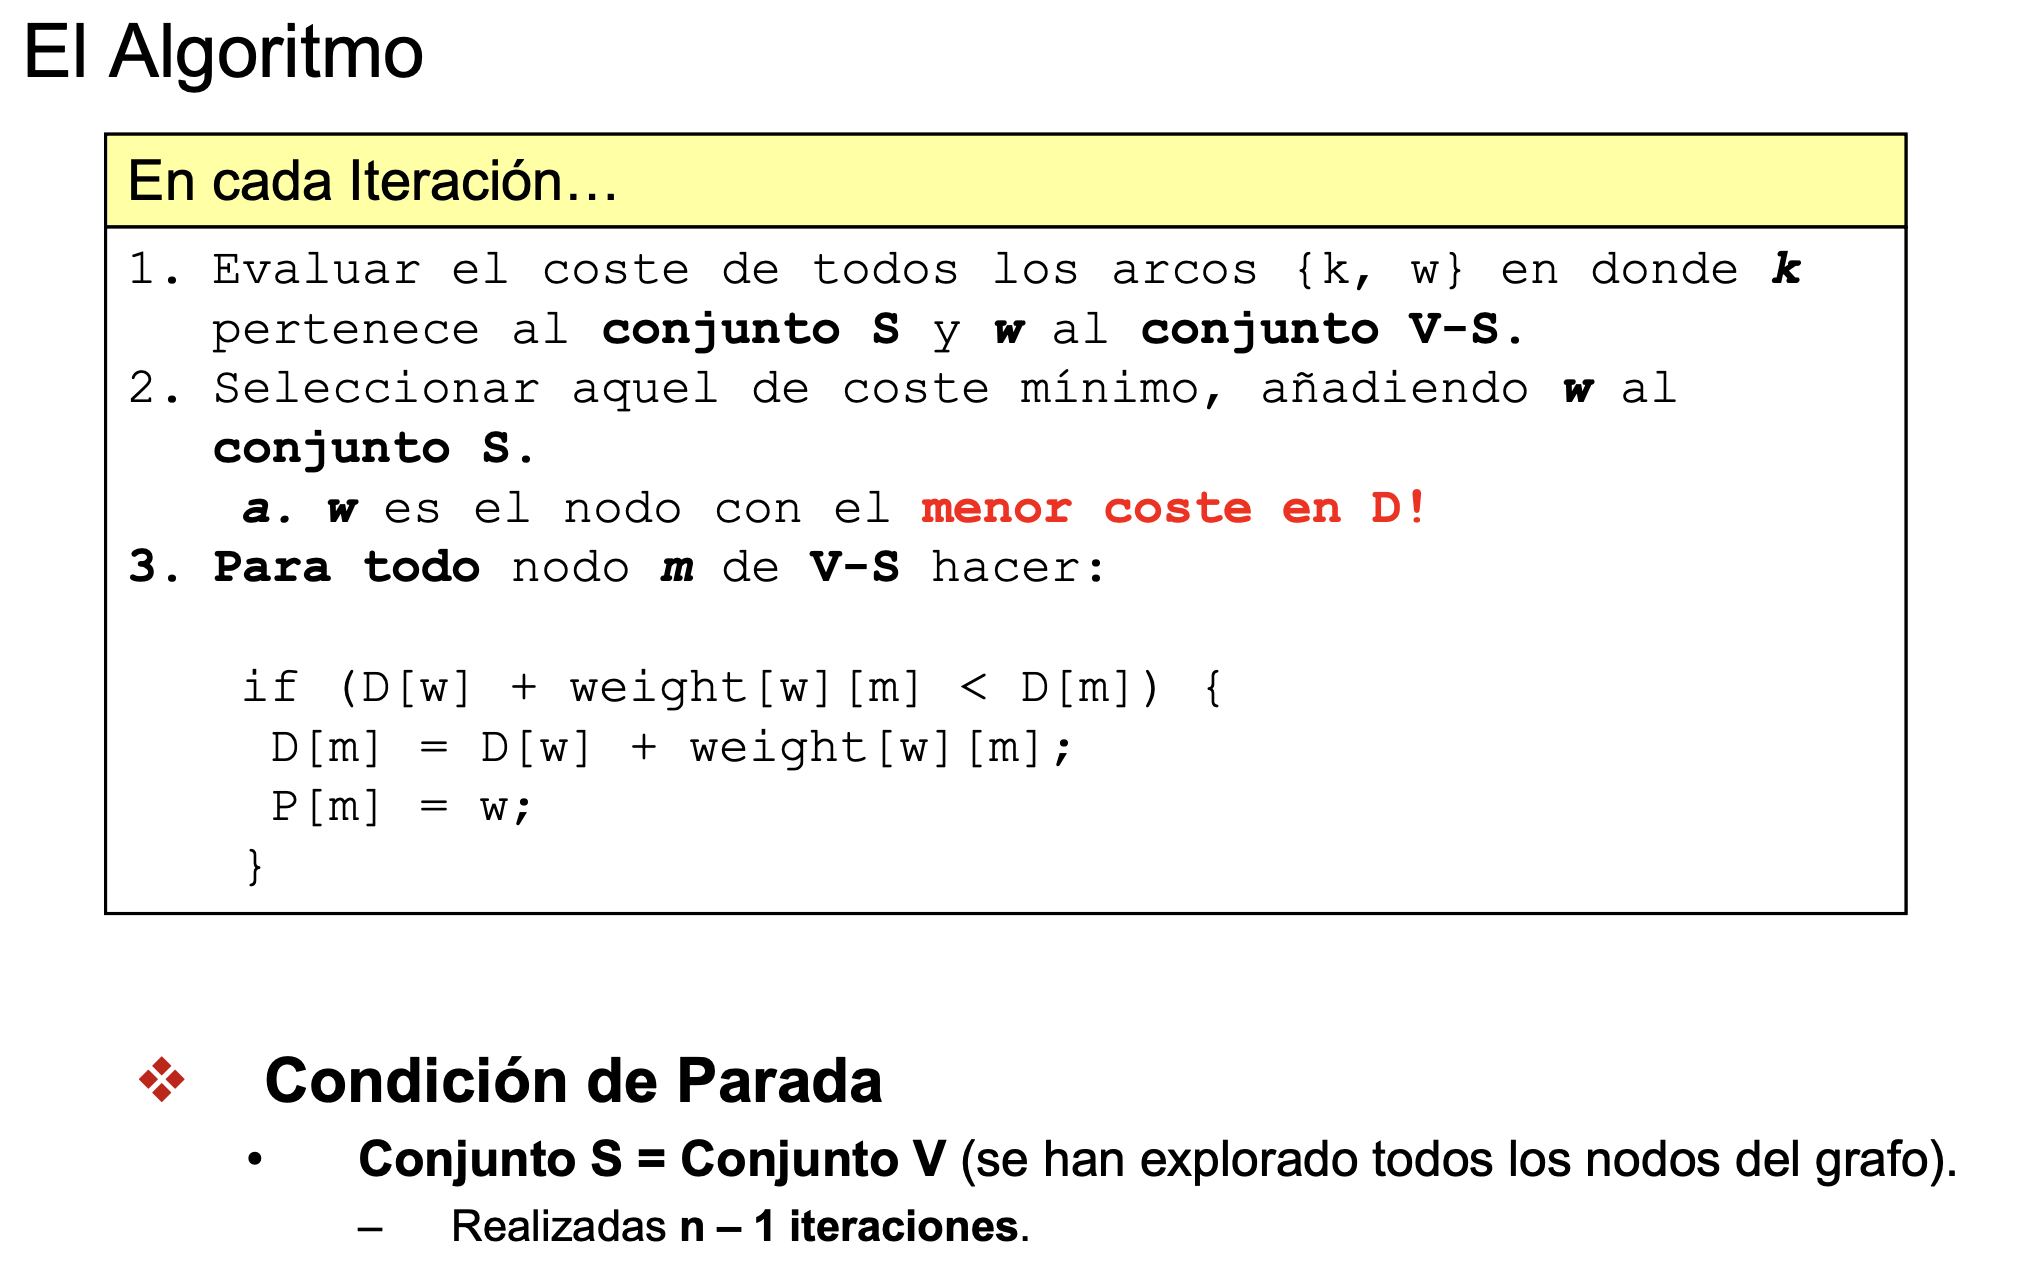 El Algoritmo
En cada Iteración…
1. Evaluar el coste de todos los arcos {k, w} en donde k
pertenece al conjunto S y w al conjunto V-S.
2. Seleccionar aquel de coste mínimo, añadiendo w al
conjunto S.
a. w es el nodo con el menor coste en D!
3. Para todo nodo m de V-S hacer:
if (D[w] + weight[w][m] < D[m]) {
D[m] = D[w] + weight[w][m];
P[m] = w;
}
❖ Condición de Parada
• Conjunto S = Conjunto V (se han explorado todos los nodos del grafo).
– Realizadas n – 1 iteraciones.